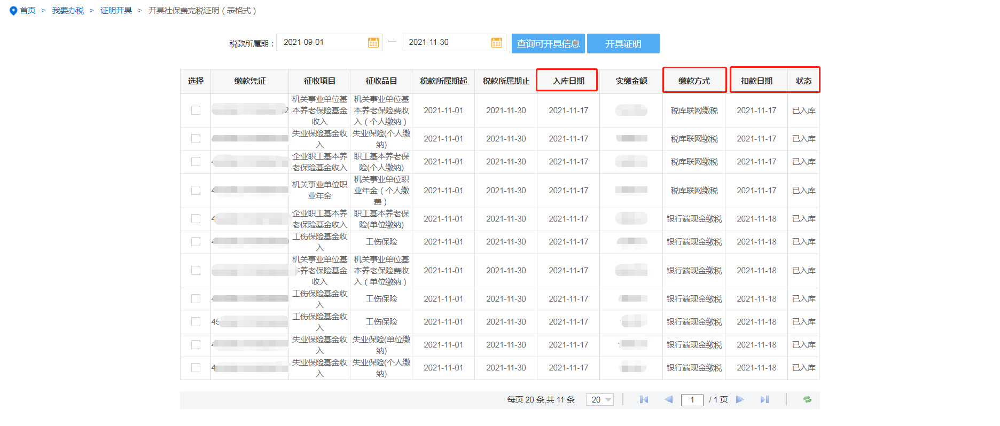 首页 > 我要办税 > 证明开具 > 开具社保费完税证明（表格式）
税款所属期： 2021-09-01 — 2021-11-30 查询可开具信息 开具证明
选择 缴款凭证 征收项目 征收品目 税款所属期起 税款所属期止 入库日期 实缴金额 缴款方式 扣款日期 状态
机关事业单位基 机关事业单位基
2 本养老保险基金 本养老保险费收 2021-11-01 2021-11-30 2021-11-17 税库联网缴税 2021-11-17 已入库
收入 入（个人缴纳）
失业保险基金收 失业保险(个人缴
2021-11-01 2021-11-30 2021-11-17 税库联网缴税 2021-11-17 已入库
入 纳)
企业职工基本养 职工基本养老保
2021-11-01 2021-11-30 2021-11-17 税库联网缴税 2021-11-17 已入库
老保险基金收入 险(个人缴纳)
机关事业单位职
机关事业单位职 业年金（个人缴
4 2021-11-01 2021-11-30 2021-11-17 税库联网缴税 2021-11-17 已入库
业年金 费）
企业职工基本养 职工基本养老保
4 2021-11-01 2021-11-30 2021-11-17 银行端现金缴税 2021-11-18 已入库
老保险基金收入 险(单位缴纳)
工伤保险基金收
工伤保险 2021-11-01 2021-11-30 2021-11-17 银行端现金缴税 2021-11-18 已入库
入
机关事业单位基 机关事业单位基
本养老保险基金 本养老保险费收 2021-11-01 2021-11-30 2021-11-17 银行端现金缴税 2021-11-18 已入库
收入 入（单位缴纳）
工伤保险基金收
工伤保险 2021-11-01 2021-11-30 2021-11-17 银行端现金缴税 2021-11-18 已入库
入
工伤保险基金收
45 工伤保险 2021-11-01 2021-11-30 2021-11-17 银行端现金缴税 2021-11-18 已入库
入
失业保险基金收 失业保险(单位缴
2021-11-01 2021-11-30 2021-11-17 银行端现金缴税 2021-11-18 已入库
入 纳)
失业保险基金收 失业保险(个人缴
4 2021-11-01 2021-11-30 2021-11-17 银行端现金缴税 2021-11-18 已入库
入 纳)
每页 20 条,共 11 条 20 1 / 1 页